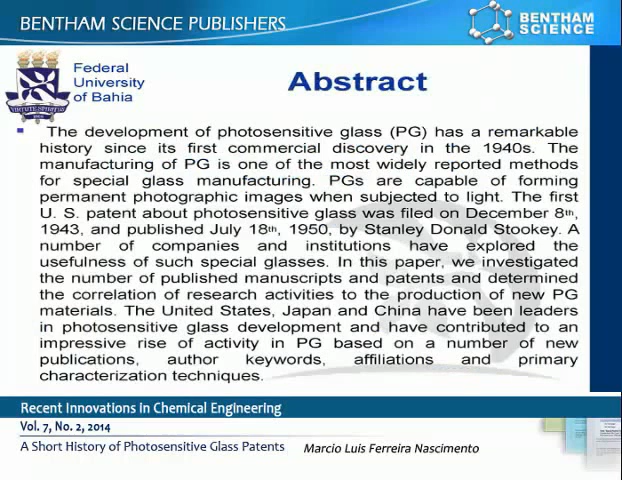 BENTHAM SCIENCE PUBLISHERS
BENTHAM
SCIENCE
Federal
University
of Bahia
Abstract
The development of photosensitive glass (PG) has a remarkable
history since its first commercial discovery in the 1940s. The
manufacturing of PG is one of the most widely reported methods
for special glass manufacturing. PGs are capable of forming
permanent photographic images when subjected to light. The first
U. S. patent about photosensitive glass was filed on December 8th,
1943, and published July 18th, 1950, by Stanley Donald Stookey. A
number of companies and institutions have explored the
usefulness of such special glasses. In this paper, we investigated
the number of published manuscripts and patents and determined
the correlation of research activities to the production of new PG
materials. The United States, Japan and China have been leaders
in photosensitive glass development and have contributed to an
impressive rise of activity in PG based on a number of new
publications, author keywords, affiliations and primary
characterization techniques.
Recent Innovations in Chemical Engineering
Vol. 7, No. 2, 2014
A Short History of Photosensitive Glass Patents
Marcio Luis Ferreira Nascimento